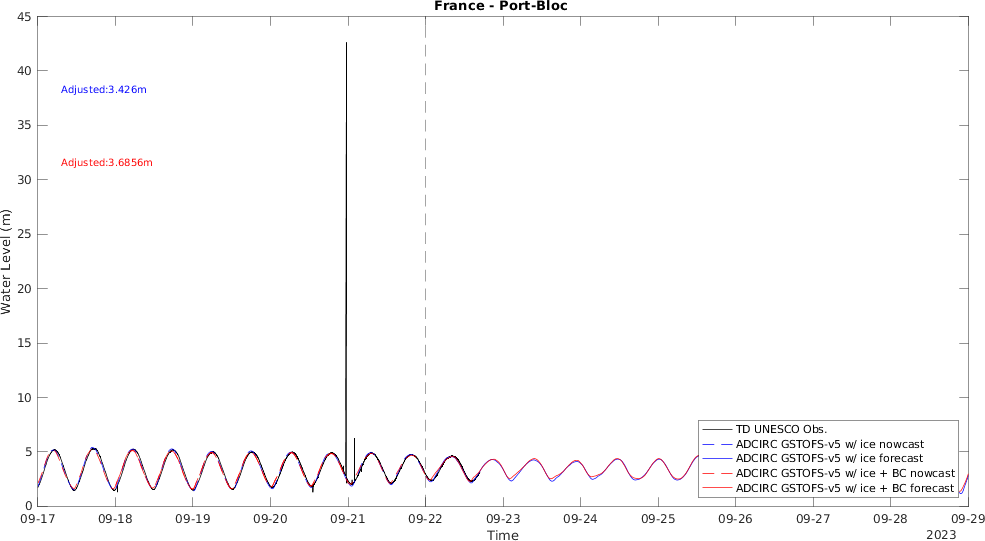 France - Port-Bloc
45
40
35
30
25
20
15
10
5
0
Water Level (m)
Adjusted:3.426m
Adjusted:3.6856m
TD UNESCO Obs.
ADCIRC GSTOFS-v5 w/ ice nowcast
ADCIRC GSTOFS-v5 w/ ice forecast
ADCIRC GSTOFS-v5 w/ ice + BC nowcast
ADCIRC GSTOFS-v5 w/ ice + BC forecast
09-17 09-18 09-19 09-20 09-21 09-22 09-23 09-24 09-25 09-26 09-27 09-28 09-29
Time
2023